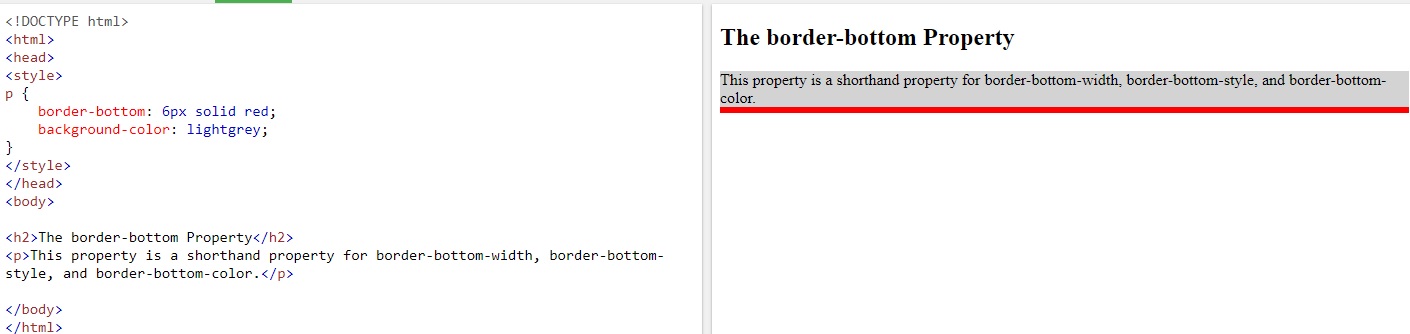 <!DOCTYPE html>
<html>
<head>
<style>
p {
    border-bottom: 6px solid red;
    background-color: lightgrey;
}
</style>
</head>
<body>
<h2>The border-bottom Property</h2>
<p>This property is a shorthand property for border-bottom-width, border-bottom-
style, and border-bottom-color.</p>
</body>
</html>
The border-bottom Property
This property is a shorthand property for border-bottom-width, border-bottom-style, and border-bottom-
color.